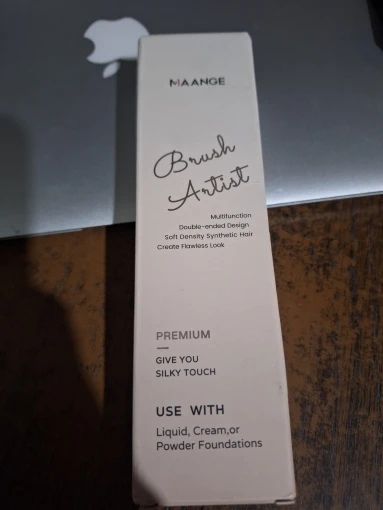 MAANGE
Brush
Artist
Multifunction
Double-ended Design
Soft Density Synthetic Hair
Create Flawless Look
PREMIUM
GIVE YOU
SILKY TOUCH
USE WITH
Liquid, Cream,or
Powder Foundations